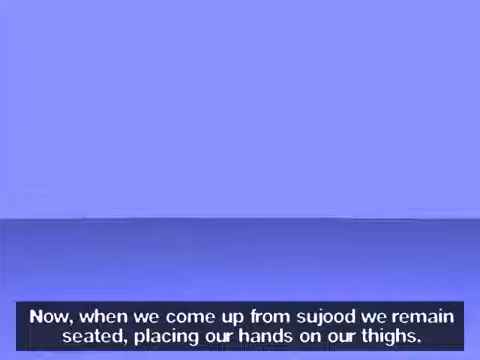 Now, when we come up from sujood we remain
seated, placing our hands on our thighs.